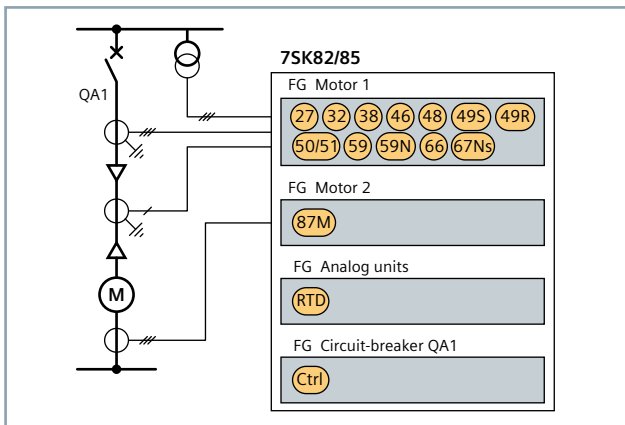 7SK82/85
FG Motor 1
QA1
27 32 38 46 48 49S 49R
50/51 59 59N 66 67Ns
FG Motor 2
87M
FG Analog units
M
RTD
FG Circuit-breaker QA1
Ctrl